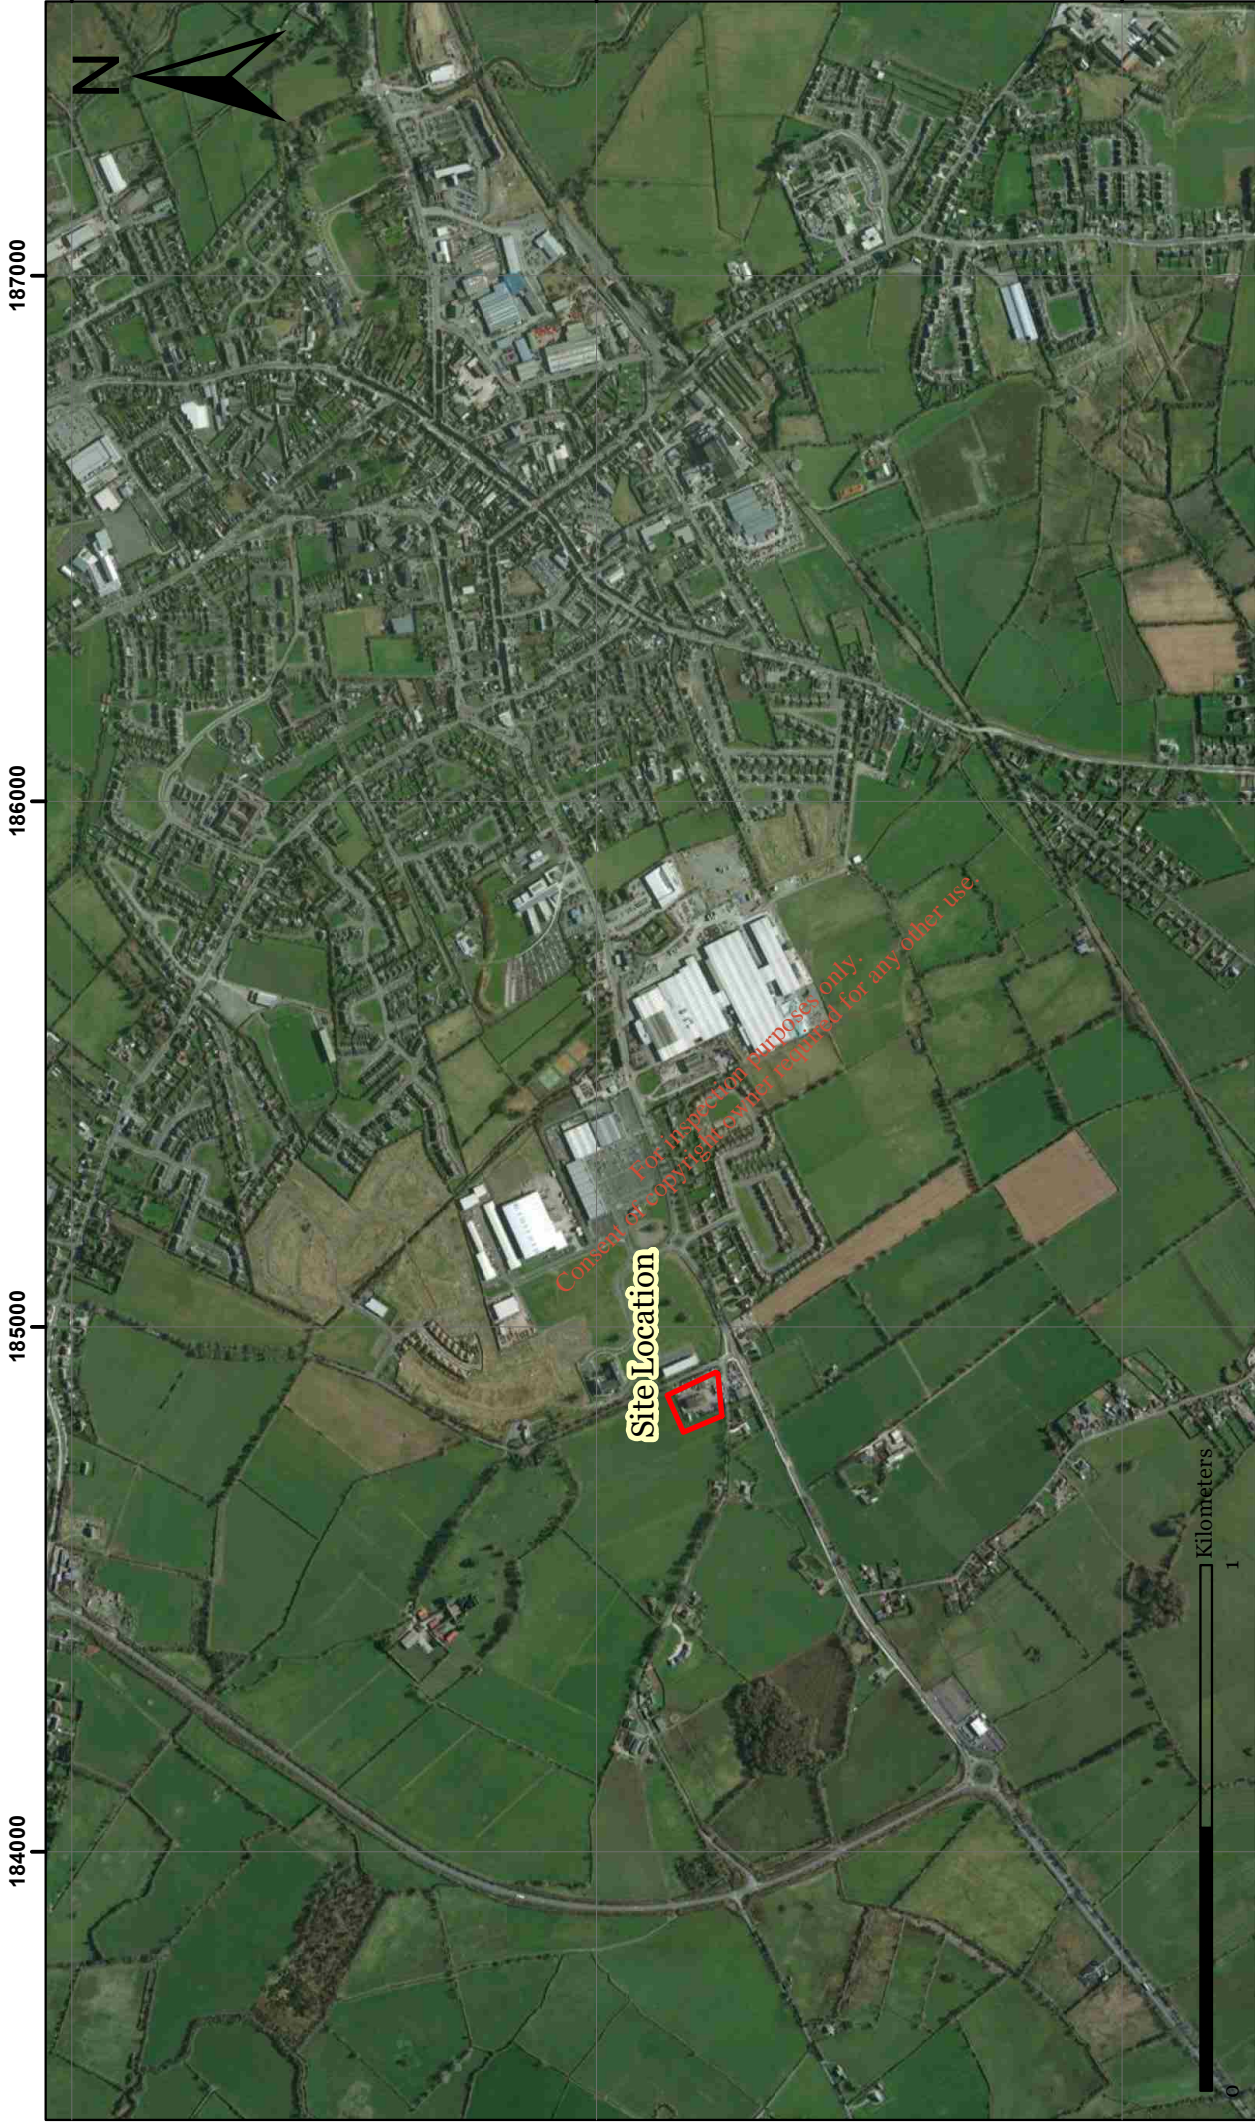 184000
185000
186000
187000
N
Site Location
For inspection purposes only.
Consent of copyright owner required for any other use.
0
1
Kilometers